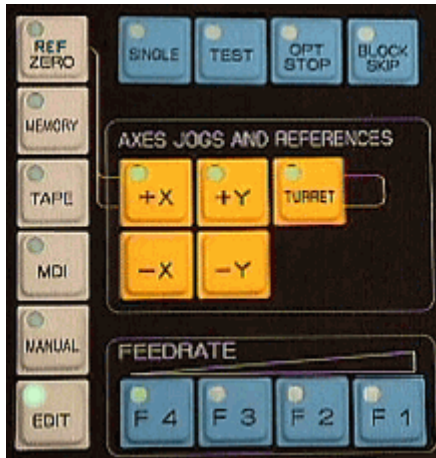 REF
ZERO
SINGLE
TEST
OPT
STOP
BLOCK
SKIP
MEMORY
AXES JOGS AND REFERENCES
TAPE
+X
+Y
TURRET
MDI
-X
-Y
MANUAL
FEEDRATE
EDIT
F 4
F 3
F 2
F 1